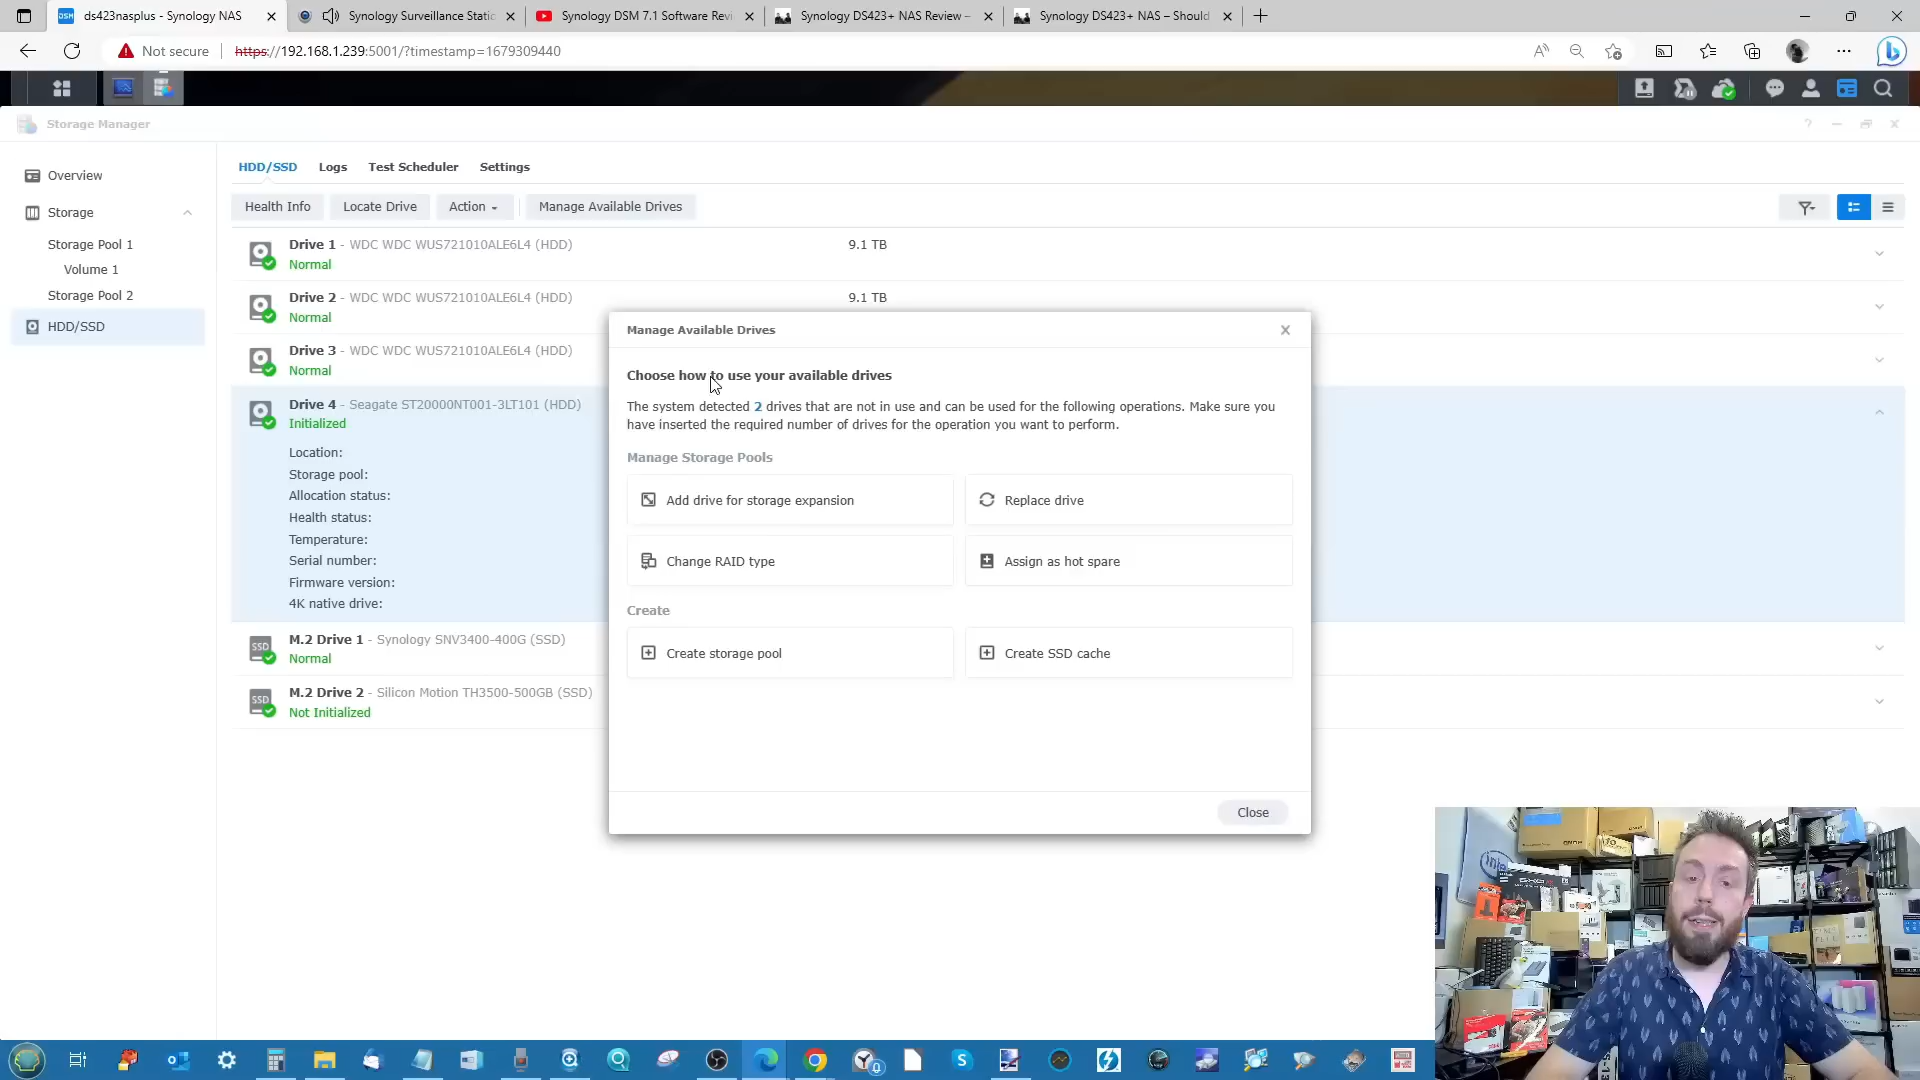 ds423nasplus - Synology NAS
Synology Surveillance Static
Synology DSM 7.1 Software Revi
Synology DS423+ NAS Review –
Synology DS423+ NAS – Should
Not secure
https://192.168.1.239:5001/?timestamp=1679309440
Storage Manager
Overview
Storage
Storage Pool 1
Volume 1
Storage Pool 2
HDD/SSD
HDD/SSD
Logs
Test Scheduler
Settings
Health Info
Locate Drive
Action
Manage Available Drives
Drive 1 - WDC WDC WUS721010ALE6L4 (HDD)
9.1 TB
Normal
Drive 2 - WDC WDC WUS721010ALE6L4 (HDD)
9.1 TB
Normal
Drive 3 - WDC WDC WUS721010ALE6L4 (HDD)
Normal
Drive 4 - Seagate ST20000NT001-3LT101 (HDD)
Initialized
Location:
Storage pool:
Allocation status:
Health status:
Temperature:
Serial number:
Firmware version:
4K native drive:
M.2 Drive 1 - Synology SNV3400-400G (SSD)
Normal
M.2 Drive 2 - Silicon Motion TH3500-500GB (SSD)
Not Initialized
Manage Available Drives
Choose how to use your available drives
The system detected 2 drives that are not in use and can be used for the following operations. Make sure you
have inserted the required number of drives for the operation you want to perform.
Manage Storage Pools
Add drive for storage expansion
Replace drive
Change RAID type
Assign as hot spare
Create
Create storage pool
Create SSD cache
Close